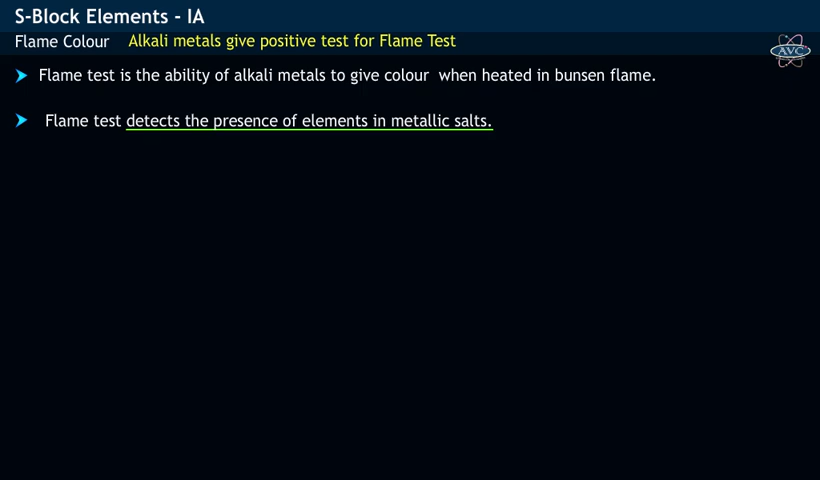 S-Block Elements - IA
Flame Colour Alkali metals give positive test for Flame Test
AVC
Flame test is the ability of alkali metals to give colour when heated in bunsen flame.
Flame test detects the presence of elements in metallic salts.